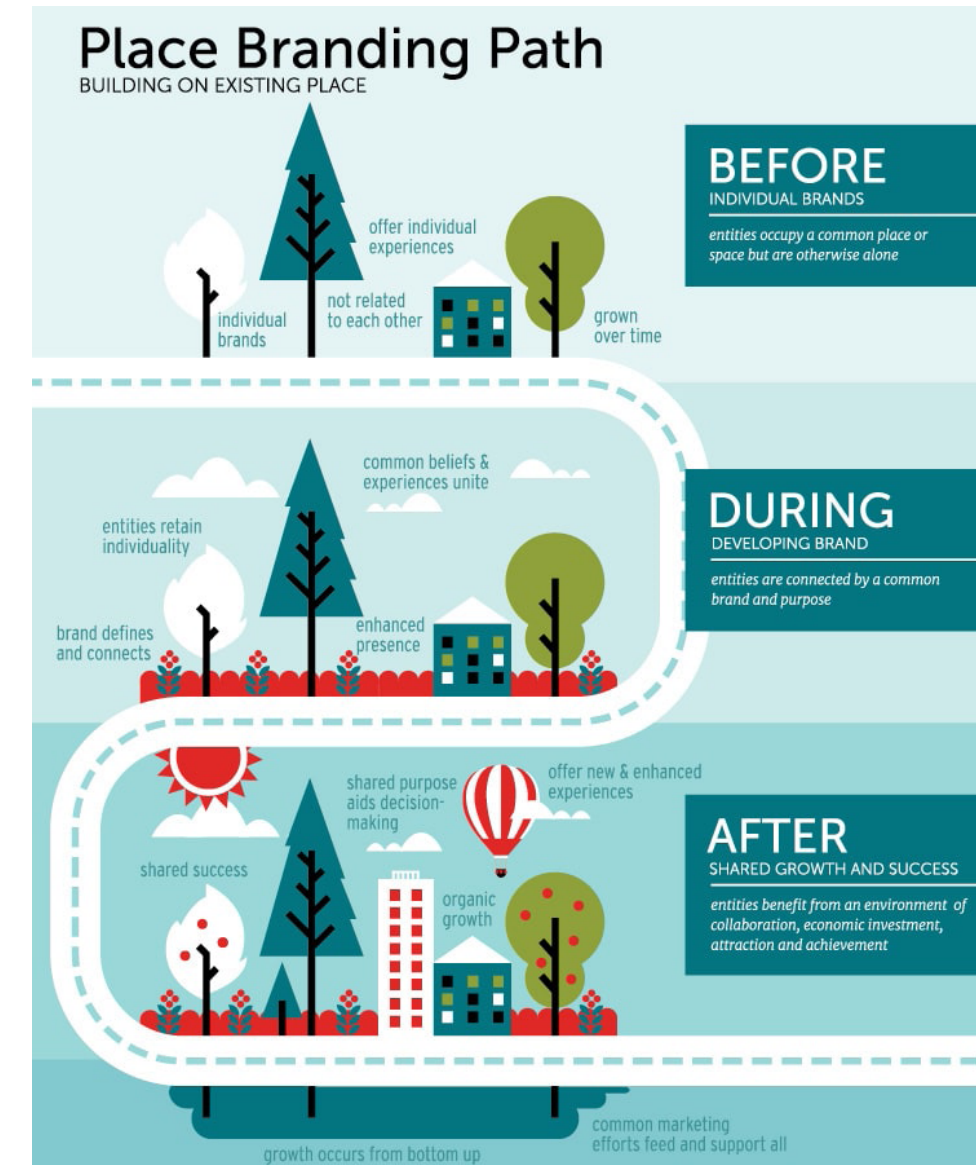 Place Branding Path
BUILDING ON EXISTING PLACE
BEFORE
INDIVIDUAL BRANDS
entities occupy a common place or
space but are otherwise alone
offer individual
experiences
not related
to each other
individual
brands
grown
over time
DURING
DEVELOPING BRAND
entities are connected by a common
brand and purpose
common beliefs &
experiences unite
entities retain
individuality
brand defines
and connects
enhanced
presence
AFTER
SHARED GROWTH AND SUCCESS
entities benefit from an environment of
collaboration, economic investment,
attraction and achievement
offer new & enhanced
experiences
shared purpose
aids decision-
making
shared success
organic
growth
common marketing
efforts feed and support all
growth occurs from bottom up